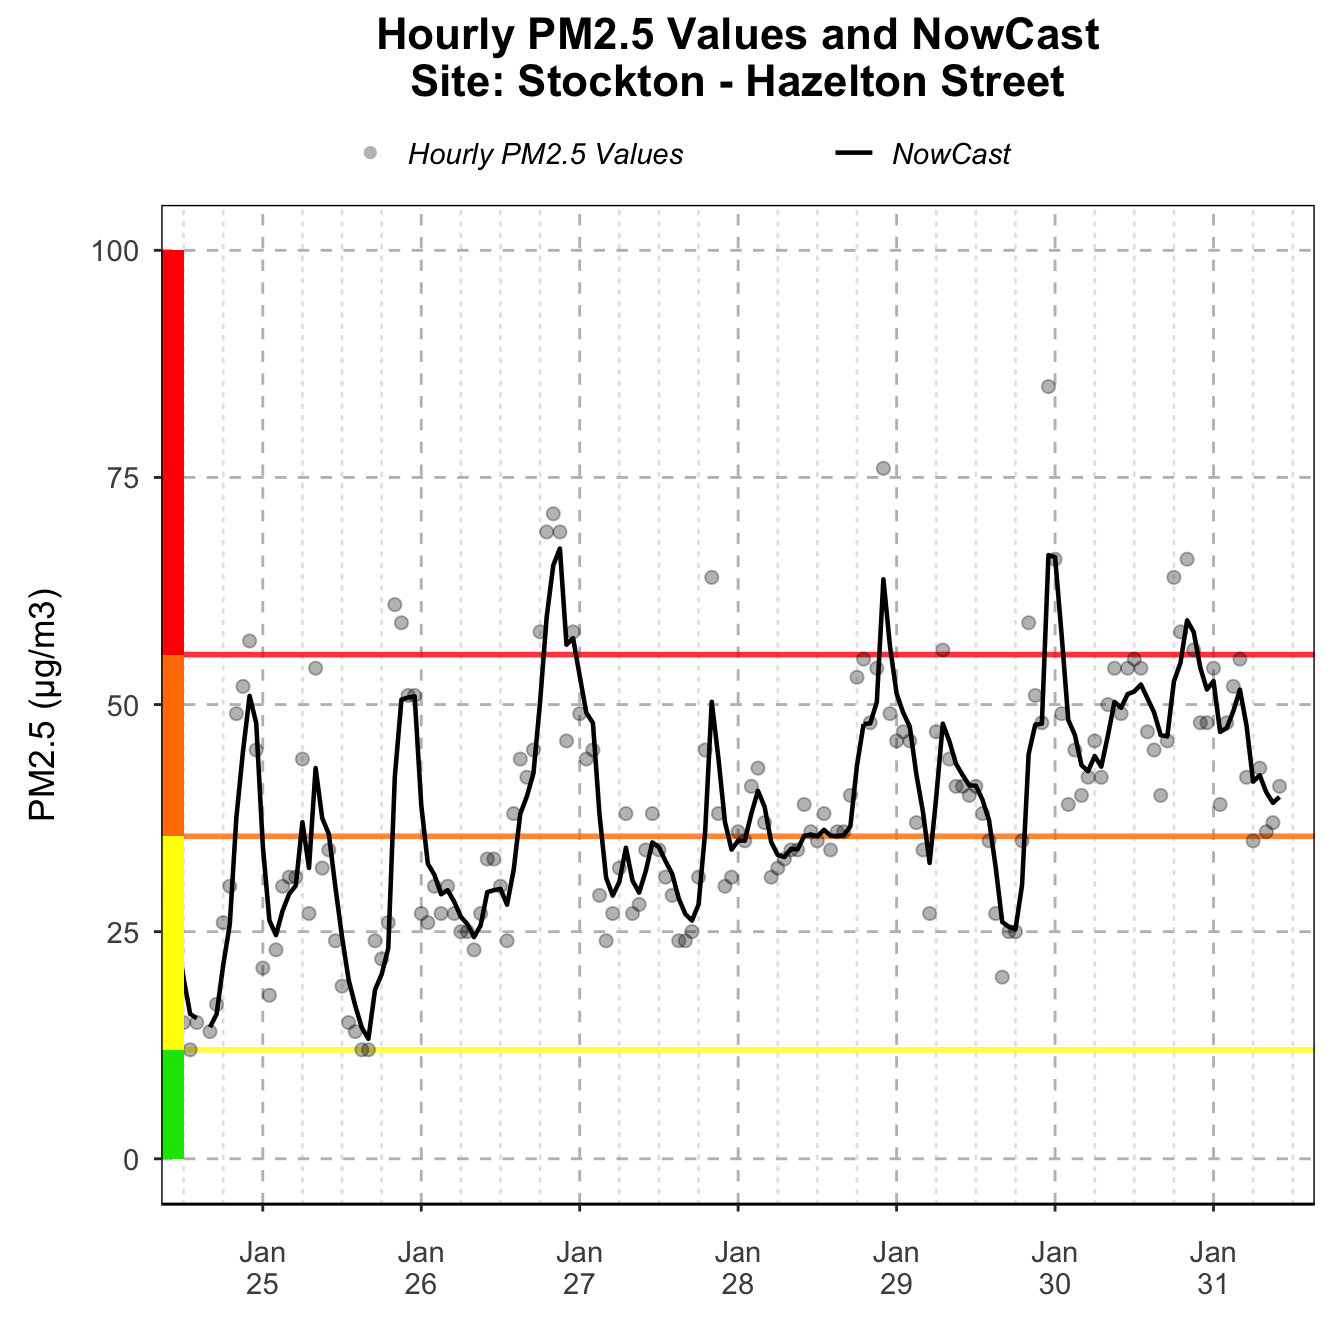 Hourly PM2.5 Values and NowCast
Site: Stockton - Hazelton Street
Hourly PM2.5 Values NowCast
100
75
50
25
0
PM2.5 (μg/m3)
Jan Jan Jan Jan Jan Jan Jan
25 26 27 28 29 30 31